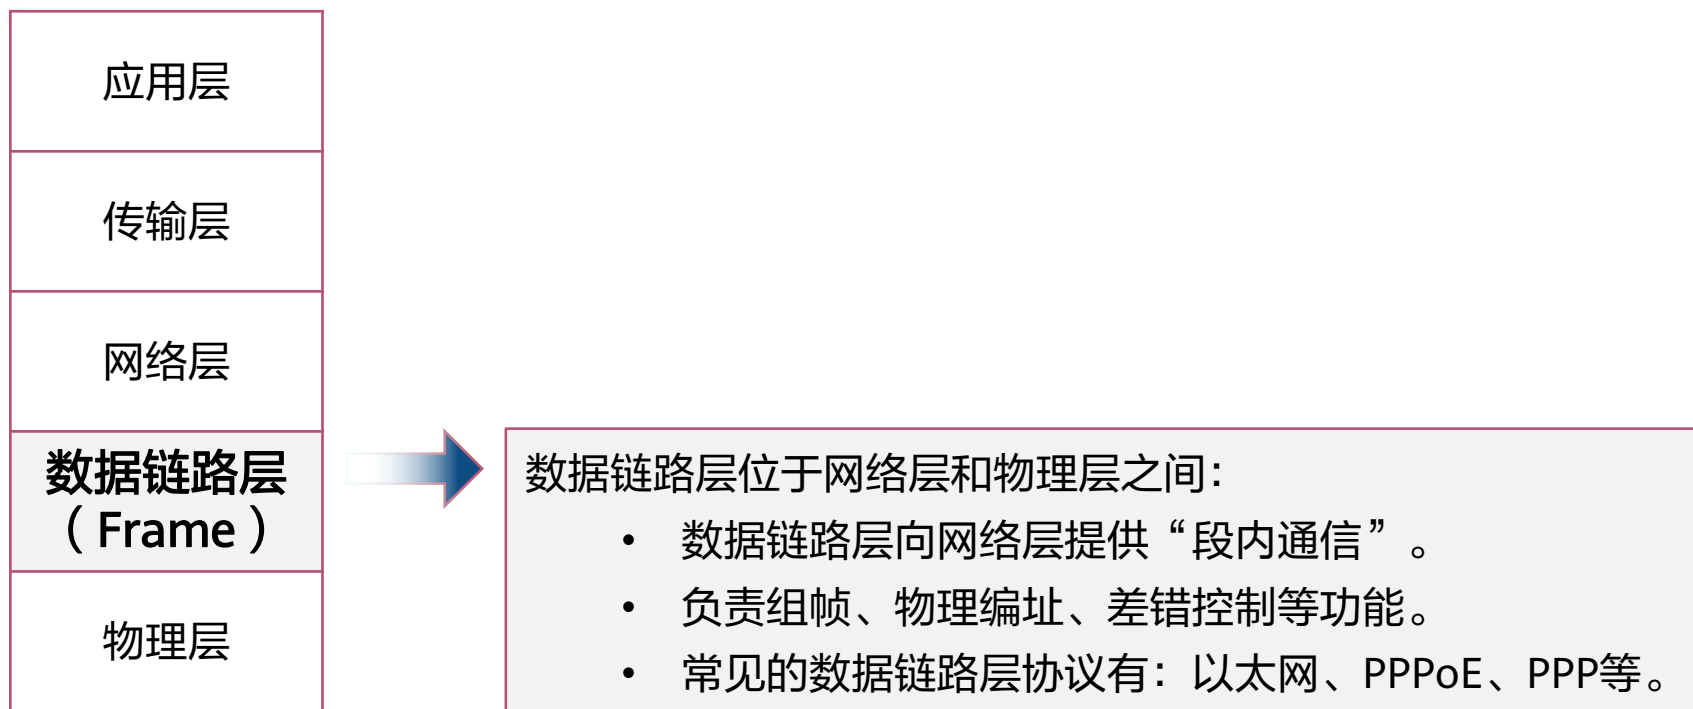 应用层
传输层
网络层
数据链路层
（Frame）
物理层
数据链路层位于网络层和物理层之间：
• 数据链路层向网络层提供“段内通信”。
• 负责组帧、物理编址、差错控制等功能。
• 常见的数据链路层协议有：以太网、PPPoE、PPP等。